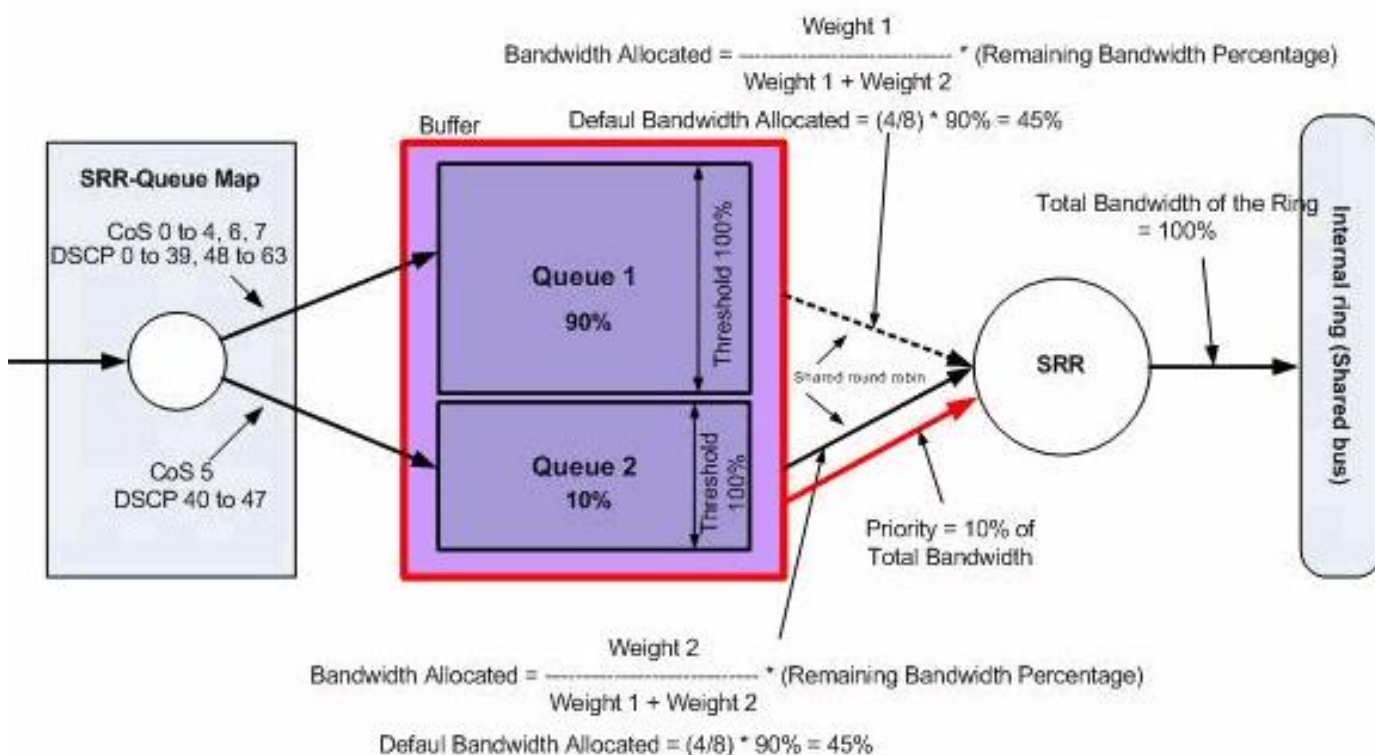 Weight 1
Bandwidth Allocated = ---------------------- * (Remaining Bandwidth Percentage)
Weight 1 + Weight 2
Defaul Bandwidth Allocated = (4/8) * 90% = 45%
Buffer
SRR-Queue Map
CoS 0 to 4, 6, 7
DSCP 0 to 39, 48 to 63
CoS 5
DSCP 40 to 47
Queue 1
90%
Threshold 100%
Queue 2
10%
Threshold
100%
Shared round robin
SRR
Total Bandwidth of the Ring
= 100%
Priority = 10% of
Total Bandwidth
Internal ring (Shared bus)
Weight 2
Bandwidth Allocated = ---------------------- * (Remaining Bandwidth Percentage)
Weight 1 + Weight 2
Defaul Bandwidth Allocated = (4/8) * 90% = 45%